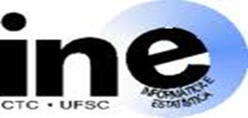 ine
CTC • UFSC
INFORMÁTICA E
ESTATÍSTICA